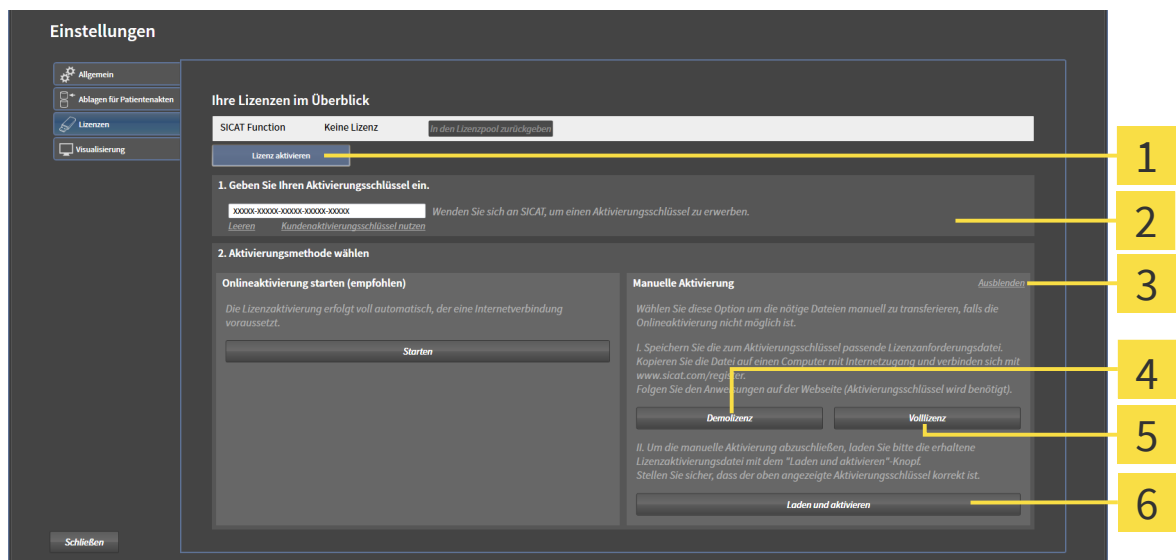 Einstellungen
Allgemein
Ablagen für Patientenakten
Lizenzen
Visualisierung
Ihre Lizenzen im Überblick
SICAT Function Keine Lizenz In den Lizenzpool zurückgeben
Lizenz aktivieren
1. Geben Sie Ihren Aktivierungsschlüssel ein.
XXXXX-XXXXX-XXXXX-XXXXX-XXXXX Wenden Sie sich an SICAT, um einen Aktivierungsschlüssel zu erwerben.
Leeren Kundenaktivierungsschlüssel nutzen
2. Aktivierungsmethode wählen
Onlineaktivierung starten (empfohlen)
Die Lizenzaktivierung erfolgt voll automatisch, der eine Internetverbindung
voraussetzt.
Starten
Manuelle Aktivierung Ausblenden
Wählen Sie diese Option um die nötige Dateien manuell zu transferieren, falls die
Onlineaktivierung nicht möglich ist.
I. Speichern Sie die zum Aktivierungsschlüssel passende Lizenzanforderungsdatei.
Kopieren Sie die Datei auf einen Computer mit Internetzugang und verbinden sich mit
www.sicat.com/register.
Folgen Sie den Anweisungen auf der Webseite (Aktivierungsschlüssel wird benötigt).
Demolizenz Volllizenz
II. Um die manuelle Aktivierung abzuschließen, laden Sie bitte die erhaltene
Lizenzaktivierungsdatei mit dem "Laden und aktivieren"-Knopf.
Stellen Sie sicher, dass der oben angezeigte Aktivierungsschlüssel korrekt ist.
Laden und aktivieren
Schließen
1
2
3
4
5
6